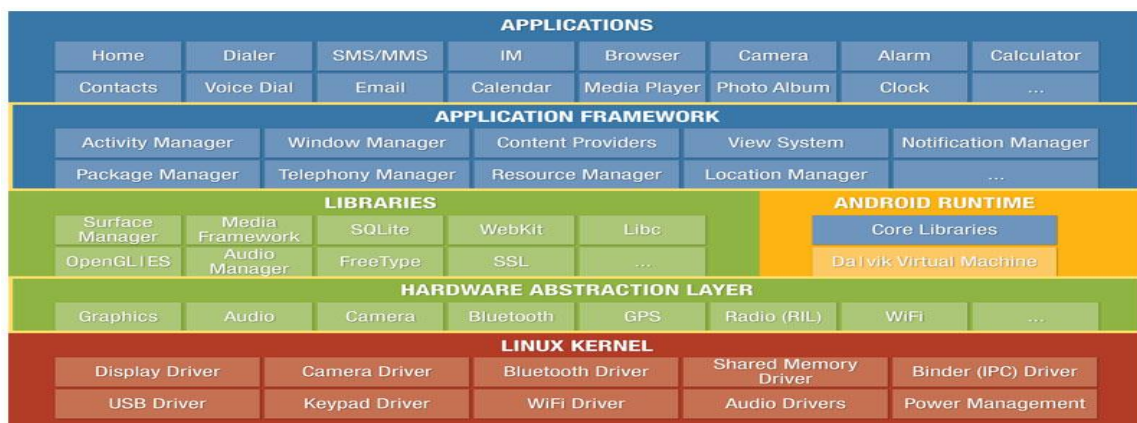 APPLICATIONS
Home Dialer SMS/MMS IM Browser Camera Alarm Calculator
Contacts Voice Dial Email Calendar Media Player Photo Album Clock ...
APPLICATION FRAMEWORK
Activity Manager Window Manager Content Providers View System Notification Manager
Package Manager Telephony Manager Resource Manager Location Manager ...
LIBRARIES ANDROID RUNTIME
Surface Manager Media Framework SQLite WebKit Libc Core Libraries
OpenGLIES Audio Manager FreeType SSL ... Dalvik Virtual Machine
HARDWARE ABSTRACTION LAYER
Graphics Audio Camera Bluetooth GPS Radio (RIL) WiFi ...
LINUX KERNEL
Display Driver Camera Driver Bluetooth Driver Shared Memory Driver Binder (IPC) Driver
USB Driver Keypad Driver WiFi Driver Audio Drivers Power Management